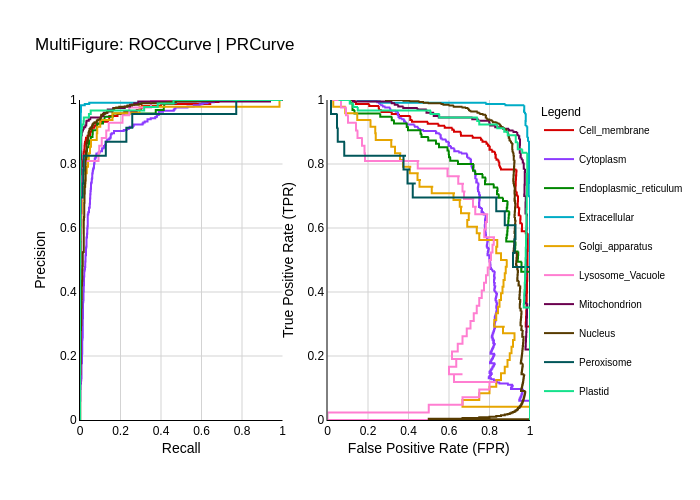 MultiFigure: ROCCurve | PRCurve
1
0.8
0.6
0.4
0.2
0
0
0.2
0.4
0.6
0.8
1
Recall
Precision
1
0.8
0.6
0.4
0.2
0
0
0.2
0.4
0.6
0.8
1
False Positive Rate (FPR)
True Positive Rate (TPR)
Legend
Cell_membrane
Cytoplasm
Endoplasmic_reticulum
Extracellular
Golgi_apparatus
Lysosome_Vacuole
Mitochondrion
Nucleus
Peroxisome
Plastid